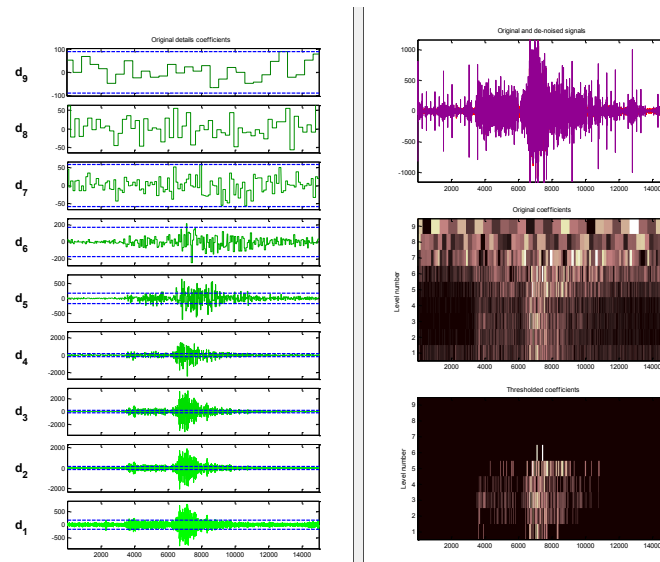 Original details coefficients
d9
100
0
-100
d8
50
0
-50
d7
50
0
-50
d6
200
0
-200
d5
500
0
-500
d4
2000
0
-2000
d3
2000
0
-2000
d2
2000
0
-2000
d1
500
0
-500
2000 4000 6000 8000 10000 12000 14000
Original and de-noised signals
1000
500
0
-500
-1000
2000 4000 6000 8000 10000 12000 14000
Original coefficients
Level number
9
8
7
6
5
4
3
2
1
2000 4000 6000 8000 10000 12000 14000
Thresholded coefficients
Level number
9
8
7
6
5
4
3
2
1
2000 4000 6000 8000 10000 12000 14000